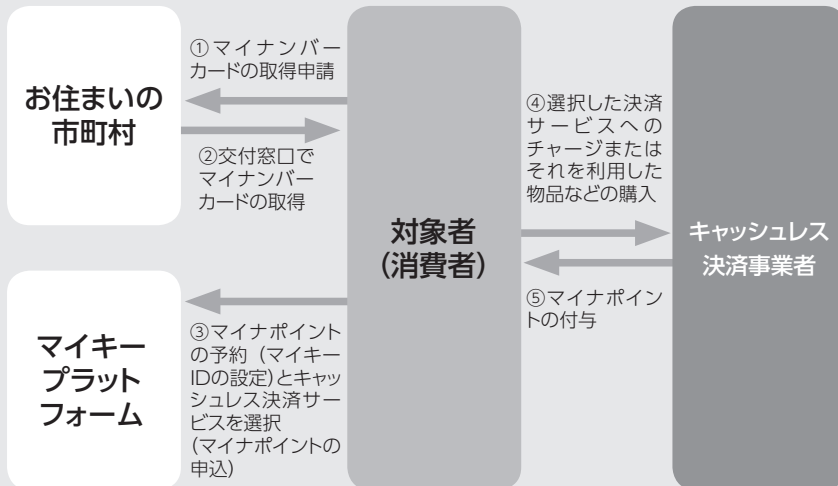 お住まいの
市町村
①マイナンバー
カードの取得申請
②交付窓口で
マイナンバー
カードの取得
マイキー
プラット
フォーム
③マイナポイント
の予約（マイキー
IDの設定）とキャッ
シュレス決済サー
ビスを選択
（マイナポイントの
申込）
対象者
（消費者）
④選択した決済
サービスへの
チャージまたは
それを利用した
物品などの購入
⑤マイナポイン
トの付与
キャッシュレス
決済事業者